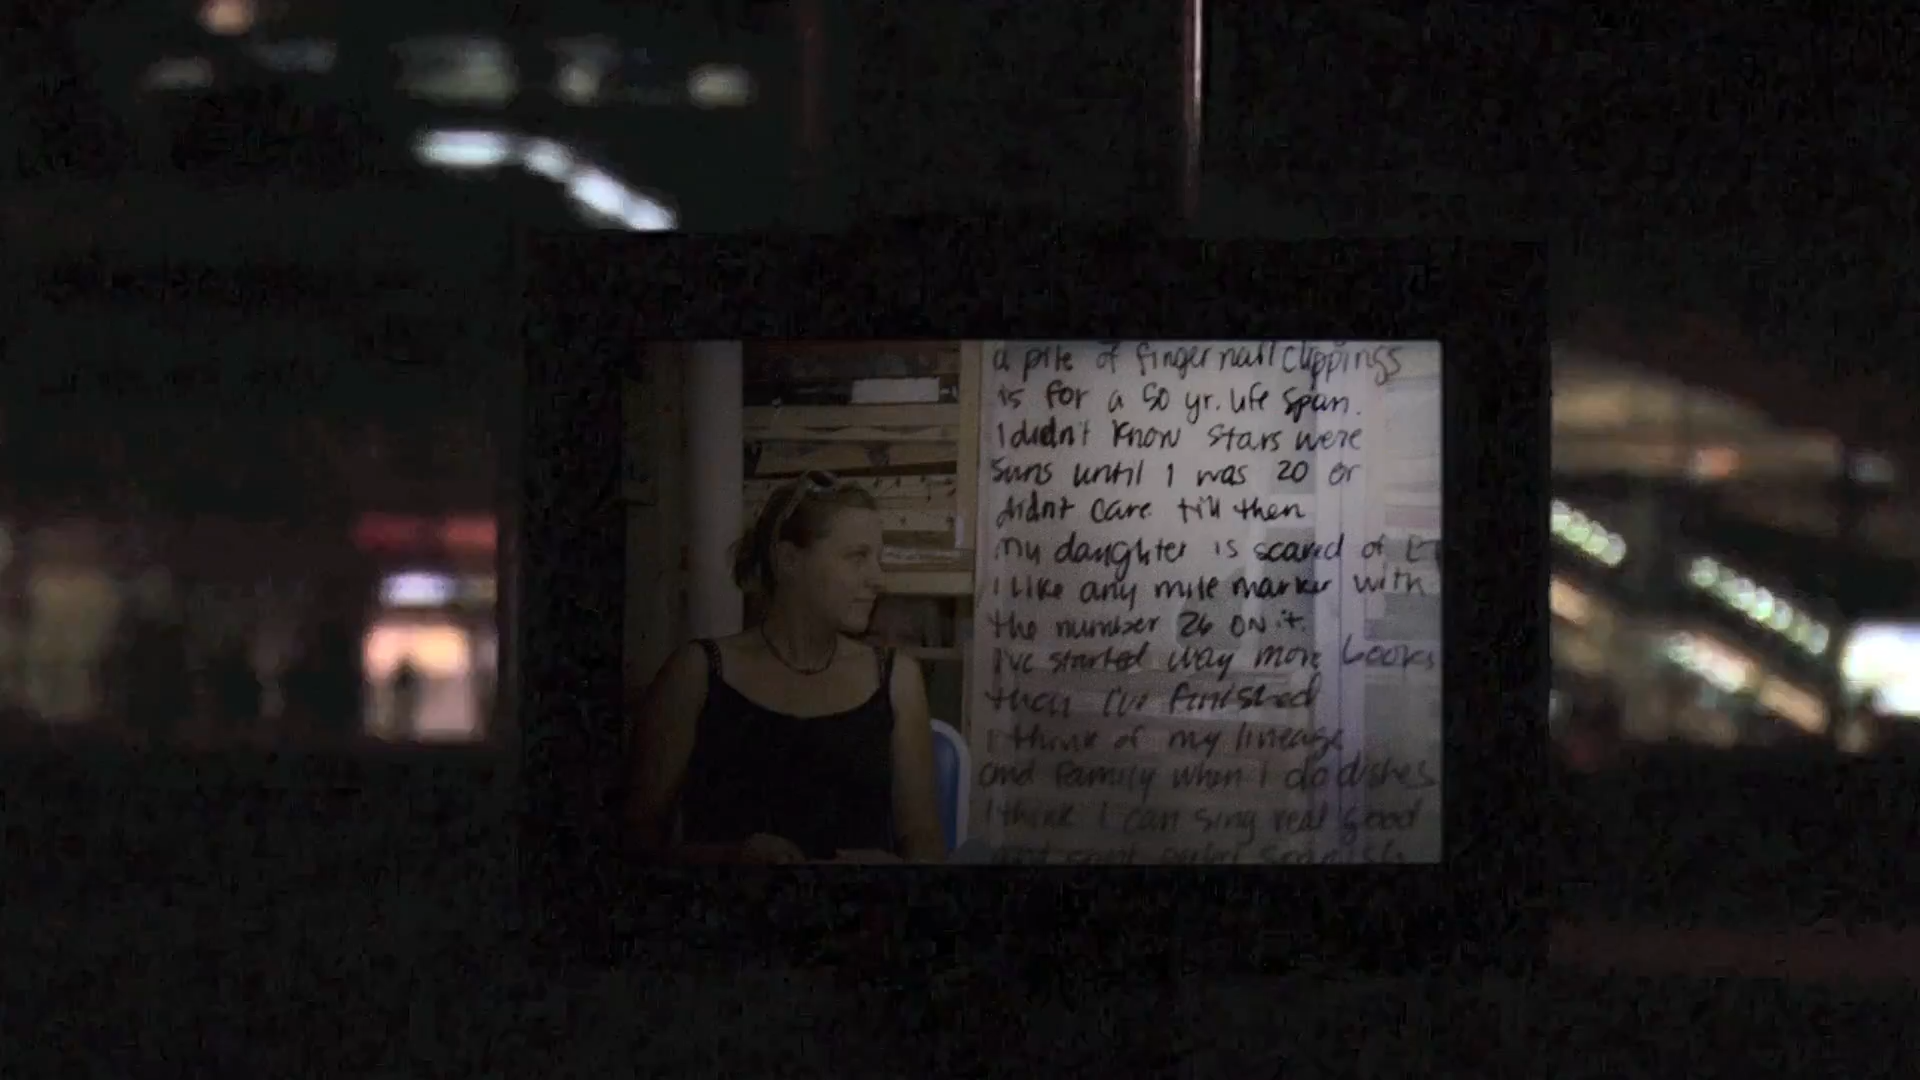 a pile of fingernail clippings
is for a 50 yr. life span.
I didn't know stars were
suns until I was 20 or
didn't care till then
my daughter is scared of
I like any mile marker with
the number 26 on it.
I've started way more books
then I've finished
I think of my lineage
and family when I do dishes
I think I can sing real good